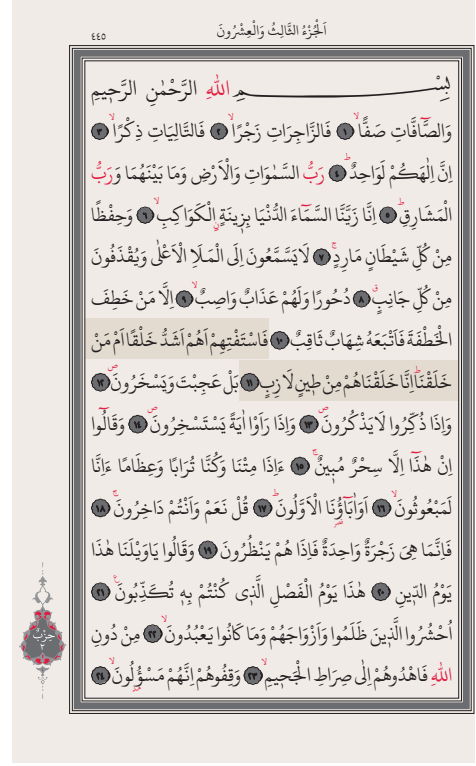 اَلْجُزْءُ الثَّالِثُ وَالْعِشْرُونَ
٤٤٥
بِسْمِ اللهِ الرَّحْمٰنِ الرَّحٖيمِ
وَالصَّٓافَّاتِ صَفًّاۙ ١ فَالزَّاجِرَاتِ زَجْرًاۙ ٢ فَالتَّالِيَاتِ ذِكْرًاۙ ٣
اِنَّ اِلٰهَكُمْ لَوَاحِدٌۜ ٤ رَبُّ السَّمٰوَاتِ وَالْاَرْضِ وَمَا بَيْنَهُمَا وَرَبُّ
الْمَشَارِقِۜ ٥ اِنَّا زَيَّنَّا السَّمَٓاءَ الدُّنْيَا بِزٖينَةٍۨ الْكَوَاكِبِۙ ٦ وَحِفْظًا
مِنْ كُلِّ شَيْطَانٍ مَارِدٍۚ ٧ لَا يَسَّمَّعُونَ اِلَى الْمَلَاِ الْاَعْلٰى وَيُقْذَفُونَ
مِنْ كُلِّ جَانِبٍۗ ٨ دُحُورًا وَلَهُمْ عَذَابٌ وَاصِبٌۙ ٩ اِلَّا مَنْ خَطِفَ
الْخَطْفَةَ فَاَتْبَعَهُ شِهَابٌ ثَاقِبٌ ١٠ فَاسْتَفْتِهِمْ اَهُمْ اَشَدُّ خَلْقًا اَمْ مَنْ
خَلَقْنَاۜ اِنَّا خَلَقْنَاهُمْ مِنْ طٖينٍ لَازِبٍ ١١ بَلْ عَجِبْتَ وَيَسْخَرُونَۖ ١٢
وَاِذَا ذُكِّرُوا لَا يَذْكُرُونَۖ ١٣ وَاِذَا رَاَوْا اٰيَةً يَسْتَسْخِرُونَۖ ١٤ وَقَالُٓوا
اِنْ هٰذَٓا اِلَّا سِحْرٌ مُبٖينٌۚ ١٥ ءَاِذَا مِتْنَا وَكُنَّا تُرَابًا وَعِظَامًا ءَاِنَّا
لَمَبْعُوثُونَۙ ١٦ اَوَاٰبَٓاؤُ۬نَا الْاَوَّلُونَۜ ١٧ قُلْ نَعَمْ وَاَنْتُمْ دَاخِرُونَۚ ١٨
فَاِنَّمَا هِيَ زَجْرَةٌ وَاحِدَةٌ فَاِذَا هُمْ يَنْظُرُونَ ١٩ وَقَالُوا يَاوَيْلَنَا هٰذَا
يَوْمُ الدّٖينِ ٢٠ هٰذَا يَوْمُ الْفَصْلِ الَّذٖي كُنْتُمْ بِهٖ تُكَذِّبُونَ۟ ٢١
اُحْشُرُوا الَّذٖينَ ظَلَمُوا وَاَزْوَاجَهُمْ وَمَا كَانُوا يَعْبُدُونَۙ ٢٢ مِنْ دُونِ
اللهِ فَاهْدُوهُمْ اِلٰى صِرَاطِ الْجَحٖيمِۙ ٢٣ وَقِفُوهُمْ اِنَّهُمْ مَسْؤُ۫لُونَۙ ٢٤
حِزْبٌ
٢